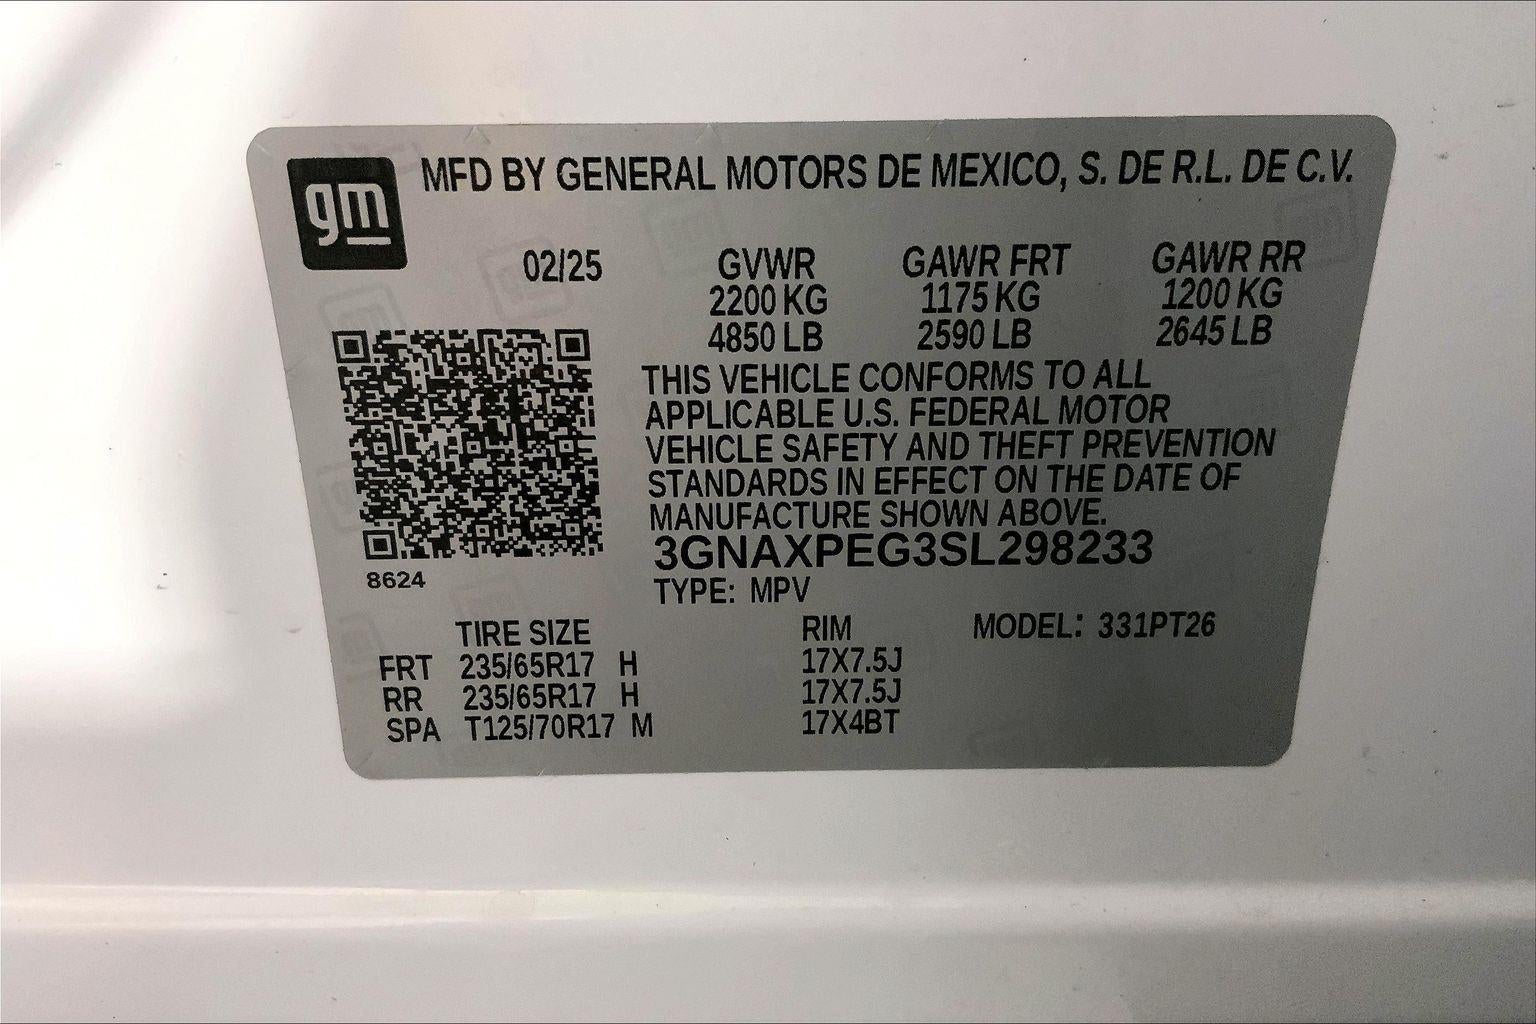 gm
MFD BY GENERAL MOTORS DE MEXICO, S. DE R.L. DE C.V.
02/25 GVWR GAWR FRT GAWR RR
2200 KG 1175 KG 1200 KG
4850 LB 2590 LB 2645 LB
THIS VEHICLE CONFORMS TO ALL
APPLICABLE U.S. FEDERAL MOTOR
VEHICLE SAFETY AND THEFT PREVENTION
STANDARDS IN EFFECT ON THE DATE OF
MANUFACTURE SHOWN ABOVE.
3GNAXPEG3SL298233
8624
TYPE: MPV
TIRE SIZE RIM MODEL: 331PT26
FRT 235/65R17 H 17X7.5J
RR 235/65R17 H 17X7.5J
SPA T125/70R17 M 17X4BT